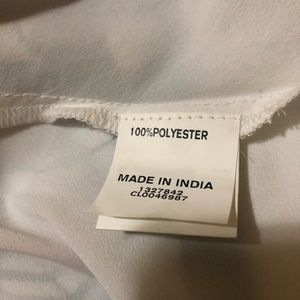 100%POLYESTER
MADE IN INDIA
1327842
CL0046987